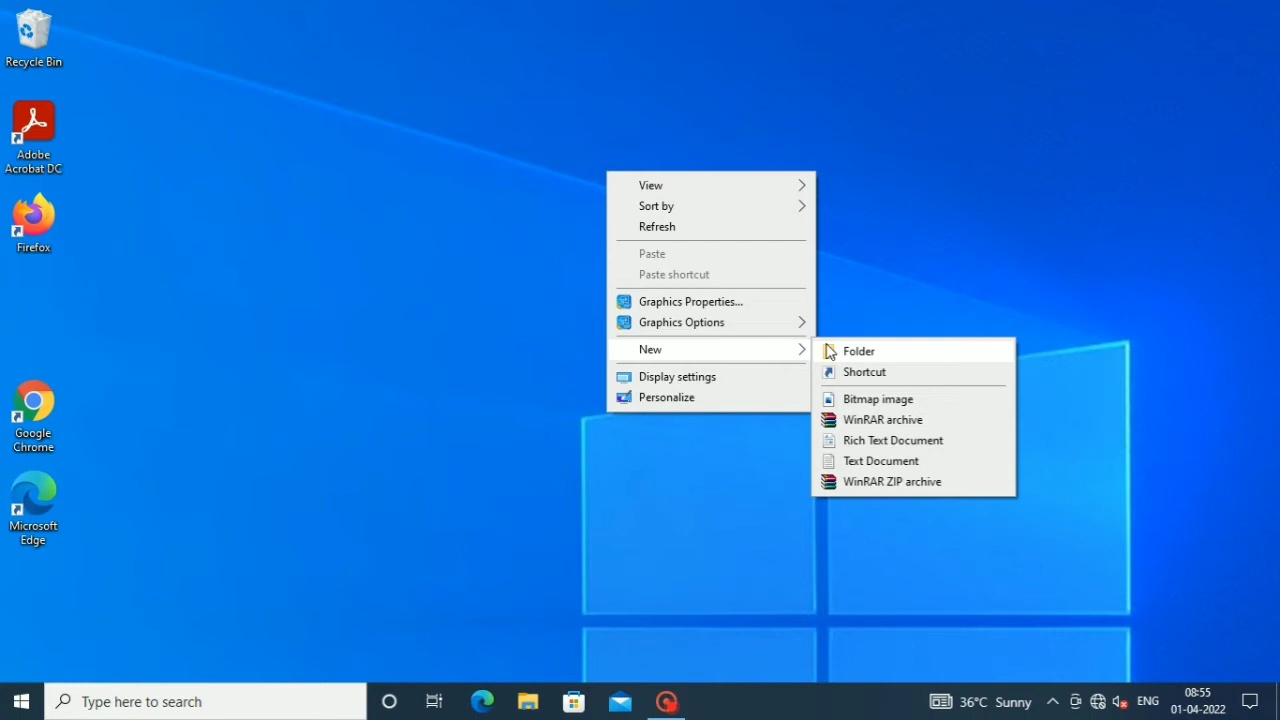 Recycle Bin
Adobe
Acrobat DC
Firefox
Google
Chrome
Microsoft
Edge
View
Sort by
Refresh
Paste
Paste shortcut
Graphics Properties...
Graphics Options
New
Display settings
Personalize
Folder
Shortcut
Bitmap image
WinRAR archive
Rich Text Document
Text Document
WinRAR ZIP archive
Type here to search
36°C Sunny
ENG
08:55
01-04-2022